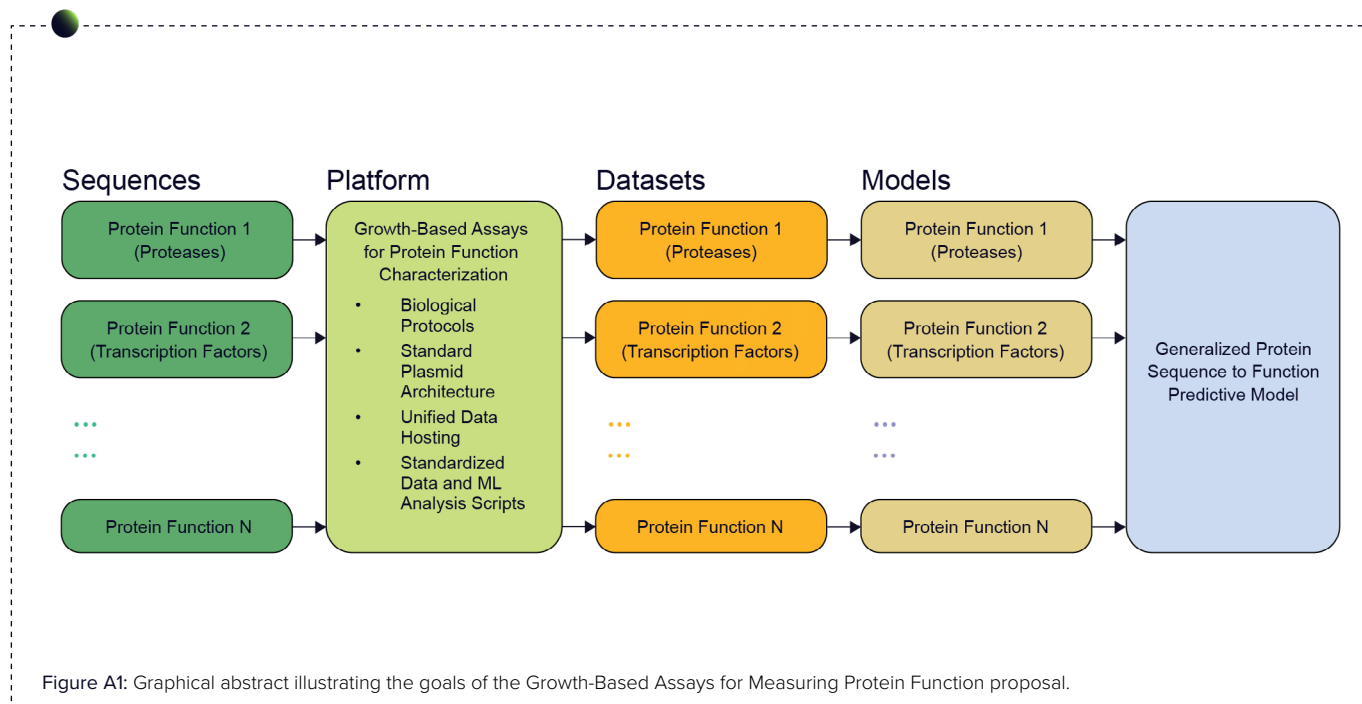 Sequences
Platform
Datasets
Models
Protein Function 1
(Proteases)
Protein Function 2
(Transcription Factors)
...
...
Protein Function N
Growth-Based Assays
for Protein Function
Characterization
• Biological
Protocols
• Standard
Plasmid
Architecture
• Unified Data
Hosting
• Standardized
Data and ML
Analysis Scripts
Protein Function 1
(Proteases)
Protein Function 2
(Transcription Factors)
...
...
Protein Function N
Protein Function 1
(Proteases)
Protein Function 2
(Transcription Factors)
...
...
Protein Function N
Generalized Protein
Sequence to Function
Predictive Model
Figure A1: Graphical abstract illustrating the goals of the Growth-Based Assays for Measuring Protein Function proposal.